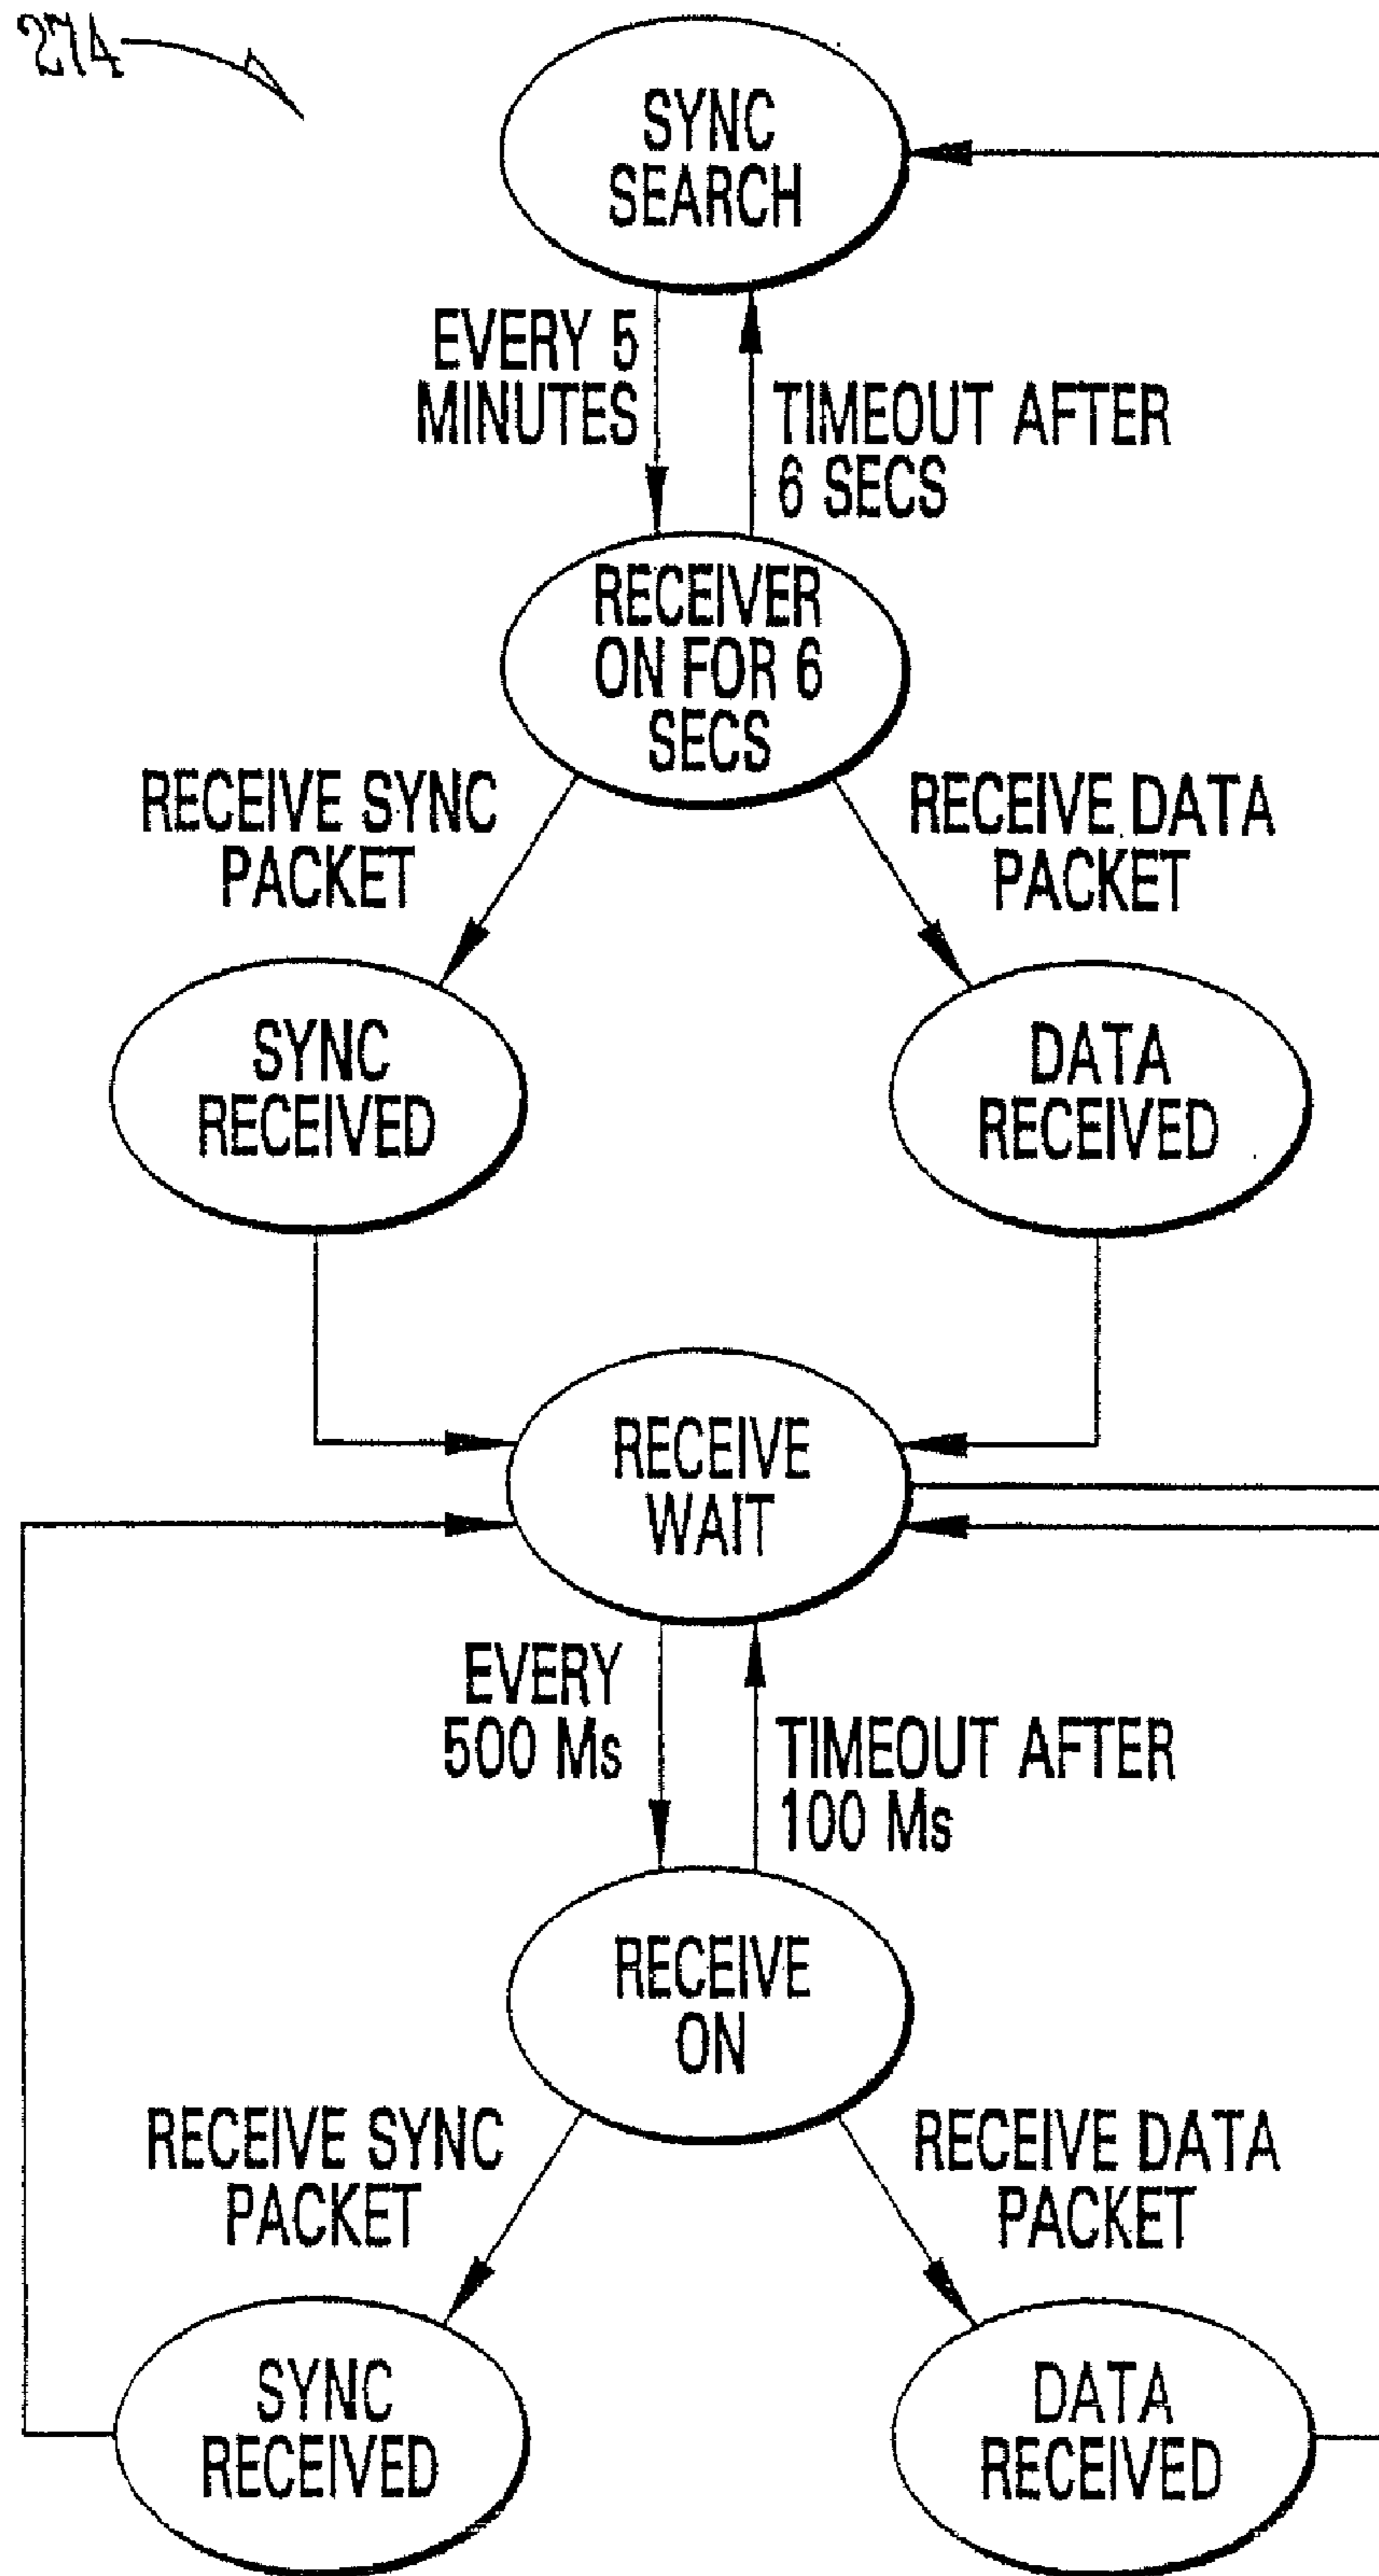 274
SYNC
SEARCH
EVERY 5
MINUTES
TIMEOUT AFTER
6 SECS
RECEIVER
ON FOR 6
SECS
RECEIVE SYNC
PACKET
RECEIVE DATA
PACKET
SYNC
RECEIVED
DATA
RECEIVED
RECEIVE
WAIT
EVERY
500 Ms
TIMEOUT AFTER
100 Ms
RECEIVE
ON
RECEIVE SYNC
PACKET
RECEIVE DATA
PACKET
SYNC
RECEIVED
DATA
RECEIVED